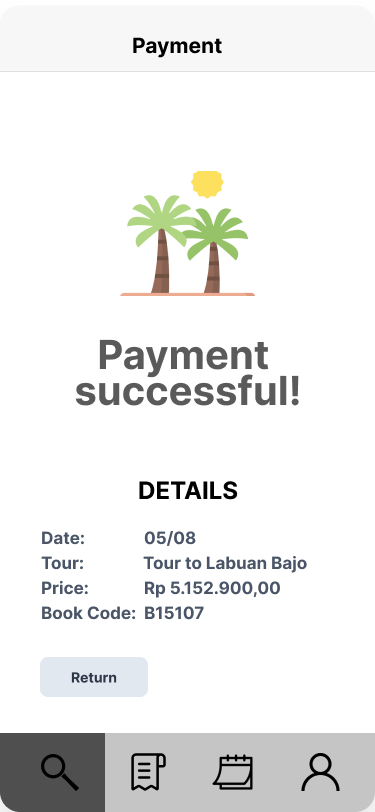 Payment
Payment
successful!
DETAILS
Date: 05/08
Tour: Tour to Labuan Bajo
Price: Rp 5.152.900,00
Book Code: B15107
Return